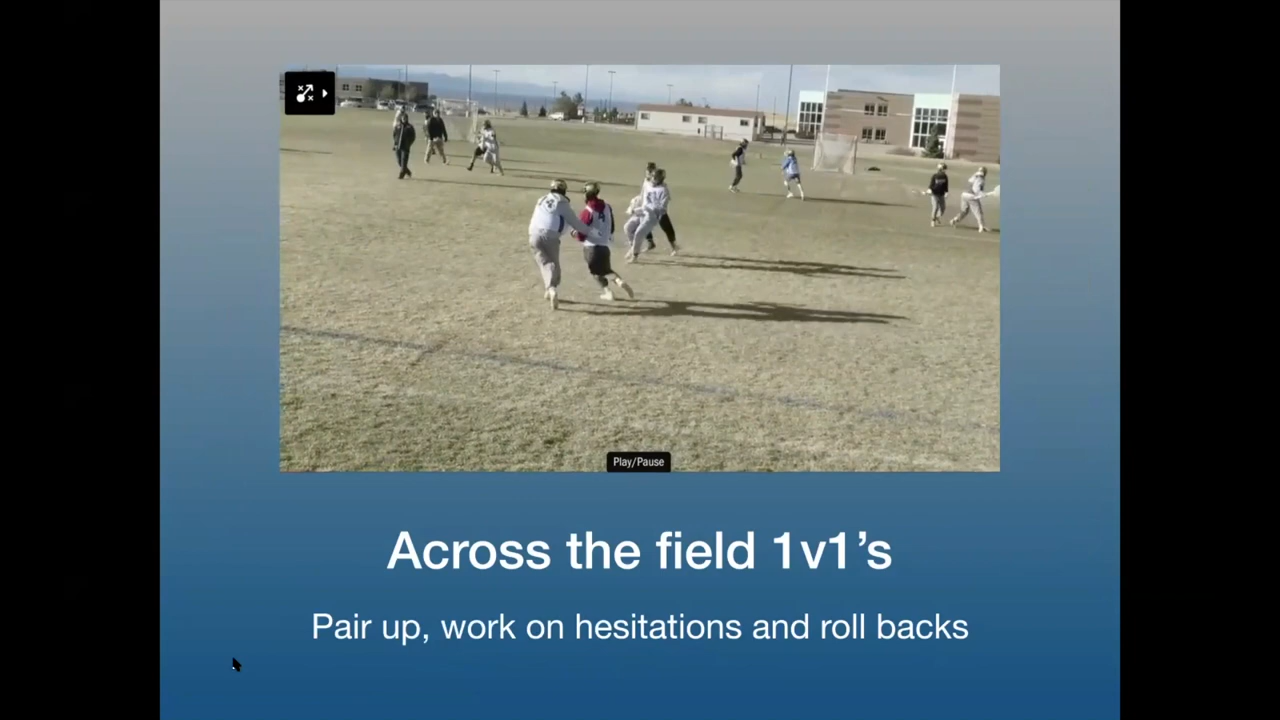 Play/Pause
Across the field 1v1’s
Pair up, work on hesitations and roll backs